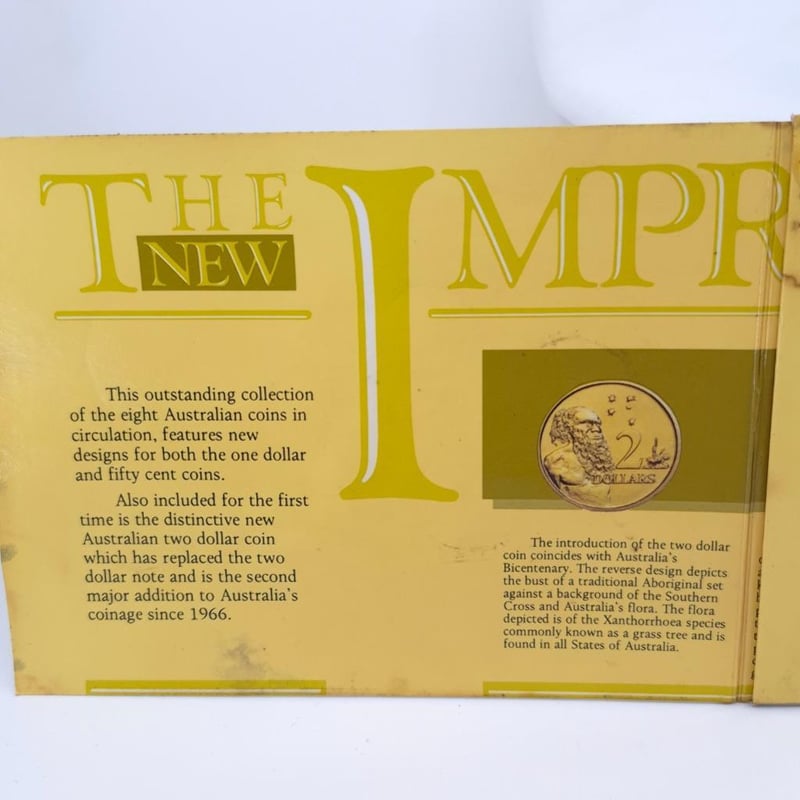 THE
NEW
IMPR
This outstanding collection
of the eight Australian coins in
circulation, features new
designs for both the one dollar
and fifty cent coins.
Also included for the first
time is the distinctive new
Australian two dollar coin
which has replaced the two
dollar note and is the second
major addition to Australia's
coinage since 1966.
2
DOLLARS
The introduction of the two dollar
coin coincides with Australia's
Bicentenary. The reverse design depicts
the bust of a traditional Aboriginal set
against a background of the Southern
Cross and Australia's flora. The flora
depicted is of the Xanthorrhoea species
commonly known as a grass tree and is
found in all States of Australia.